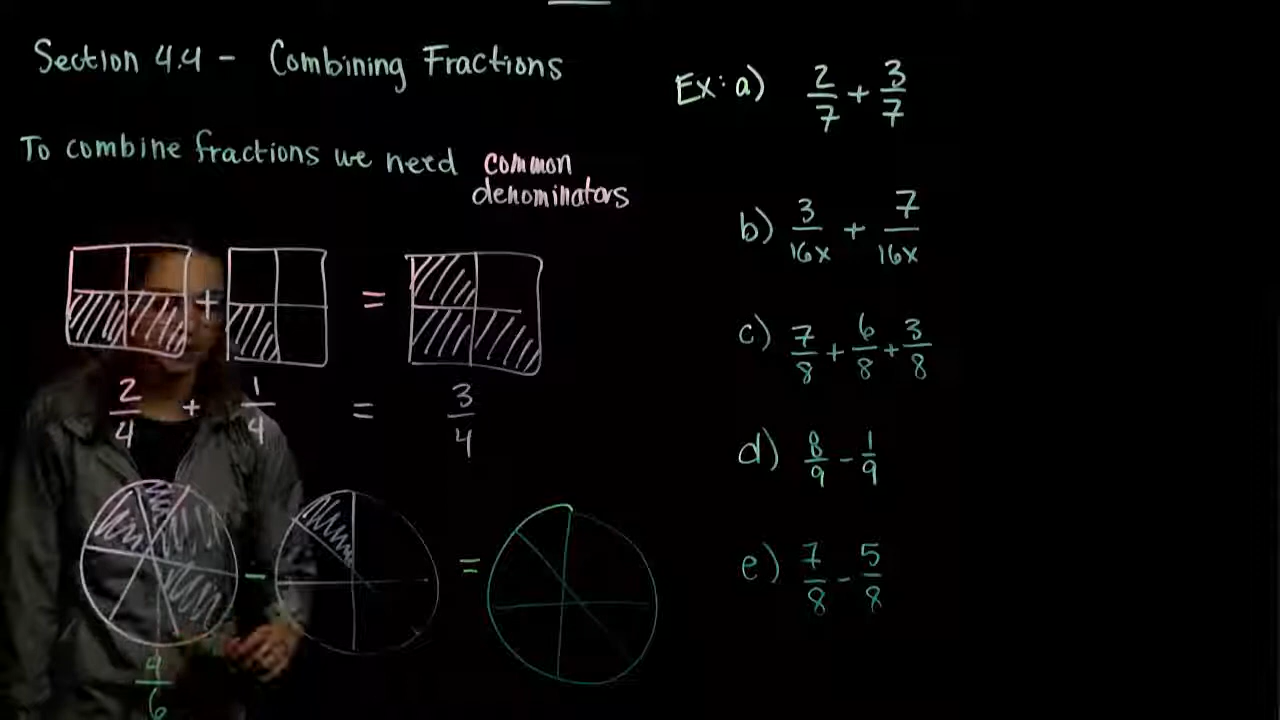 Section 4.4 - Combining Fractions
To combine fractions we need common
denominators
+ =
2/4 + 1/4 = 3/4
- =
4/6
Ex: a) 2/7 + 3/7
b) 3/16x + 7/16x
c) 7/8 + 6/8 + 3/8
d) 8/9 - 1/9
e) 7/8 - 5/8